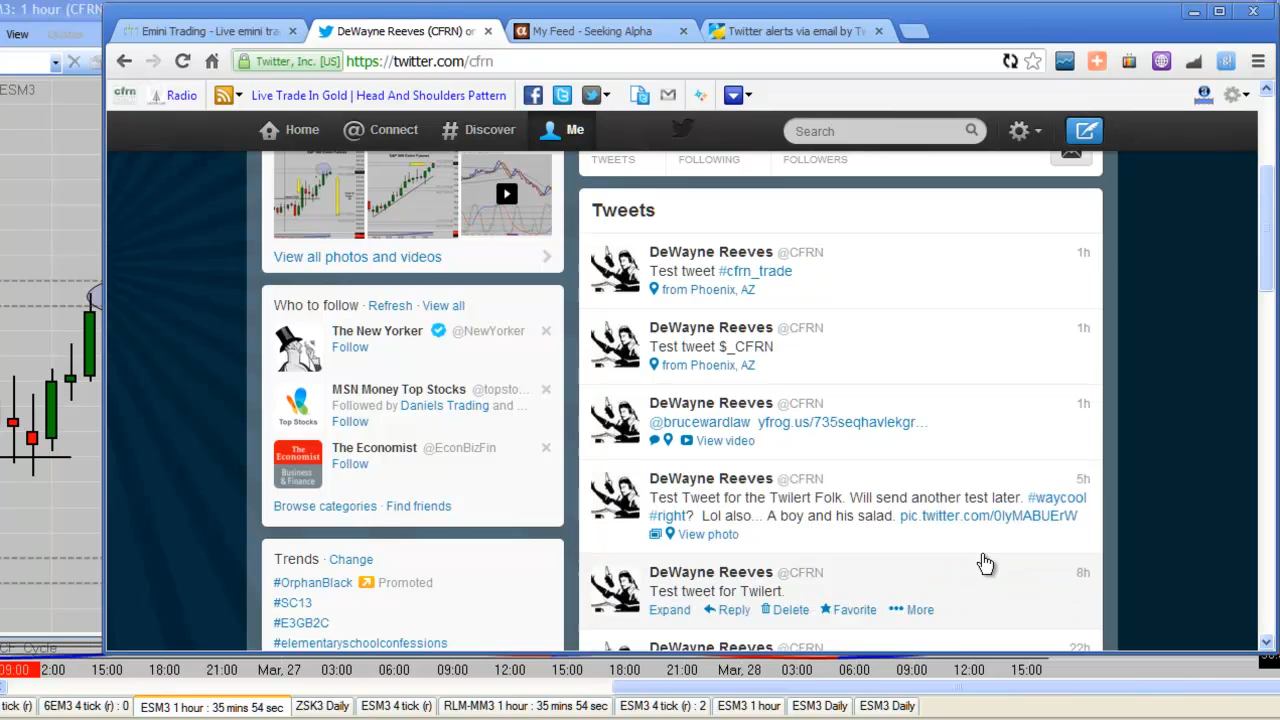 M3: 1 hour (CFRN
Emini Trading - Live emini tra
DeWayne Reeves (CFRN) or
My Feed - Seeking Alpha
Twitter alerts via email by Tw
View
Quotes
Twitter, Inc. [US]
https://twitter.com/cfrn
ESM3
cfrn
Radio
Live Trade In Gold | Head And Shoulders Pattern
Home
Connect
Discover
Me
Search
TWEETS
FOLLOWING
FOLLOWERS
View all photos and videos
Who to follow · Refresh · View all
The New Yorker @NewYorker
Follow
MSN Money Top Stocks @topsto...
Followed by Daniels Trading and ...
Follow
Top Stocks
The Economist @EconBizFin
Follow
The
Economist
Business
& Finance
Browse categories · Find friends
Trends · Change
#OrphanBlack Promoted
#SC13
#E3GB2C
#elementaryschoolconfessions
Tweets
DeWayne Reeves @CFRN 1h
Test tweet #cfrn_trade
from Phoenix, AZ
DeWayne Reeves @CFRN 1h
Test tweet $_CFRN
from Phoenix, AZ
DeWayne Reeves @CFRN 1h
@brucewardlaw yfrog.us/735seqhavlekgr...
View video
DeWayne Reeves @CFRN 5h
Test Tweet for the Twilert Folk. Will send another test later. #waycool
#right? Lol also... A boy and his salad. pic.twitter.com/0lyMABUErW
View photo
DeWayne Reeves @CFRN 8h
Test tweet for Twilert.
Expand Reply Delete Favorite More
DeWayne Reeves @CFRN 22h
CF Cycle
09:00 2:00 15:00 18:00 21:00 Mar, 27 03:00 06:00 09:00 12:00 15:00 18:00 21:00 Mar, 28 03:00 06:00 09:00 12:00 15:00
tick (r) 6EM3 4 tick (r) : 0 ESM3 1 hour : 35 mins 54 sec ZSK3 Daily ESM3 4 tick (r) RLM-MM3 1 hour : 35 mins 54 sec ESM3 4 tick (r) : 2 ESM3 1 hour ESM3 Daily ESM3 Daily